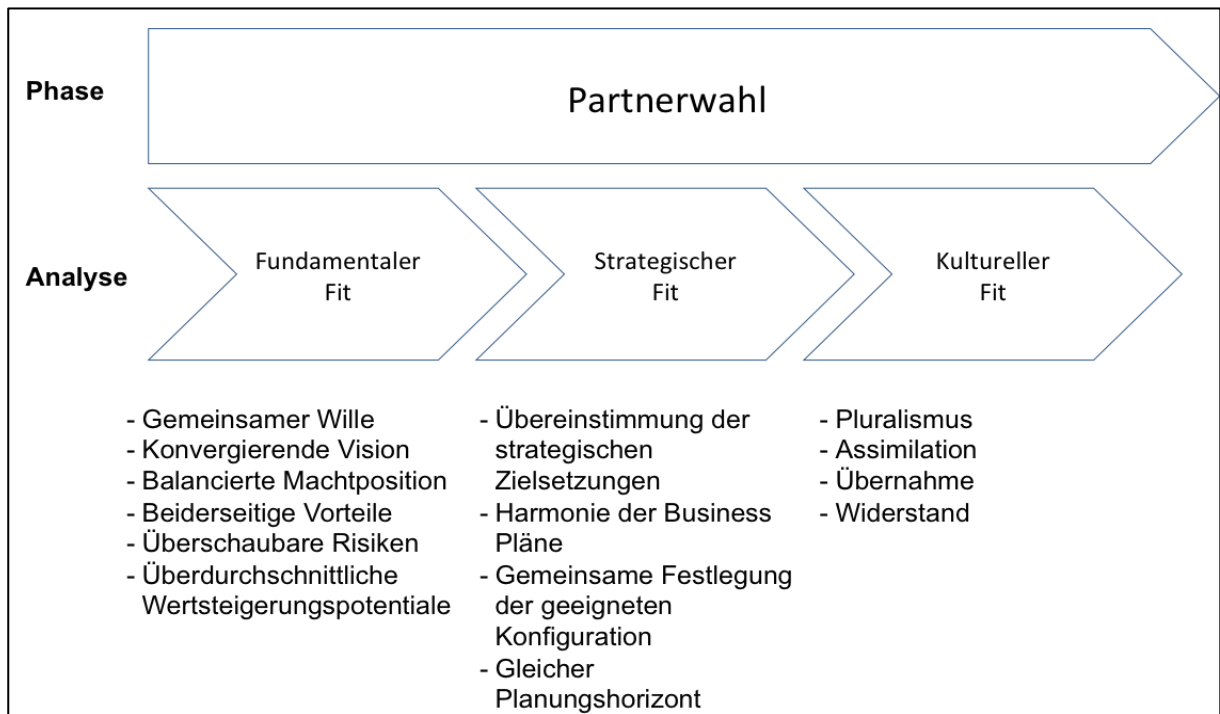 Phase
Partnerwahl
Analyse
Fundamentaler
Fit
Strategischer
Fit
Kultureller
Fit
- Gemeinsamer Wille
- Konvergierende Vision
- Balancierte Machtposition
- Beiderseitige Vorteile
- Überschaubare Risiken
- Überdurchschnittliche
Wertsteigerungspotentiale
- Übereinstimmung der
strategischen
Zielsetzungen
- Harmonie der Business
Pläne
- Gemeinsame Festlegung
der geeigneten
Konfiguration
- Gleicher
Planungshorizont
- Pluralismus
- Assimilation
- Übernahme
- Widerstand